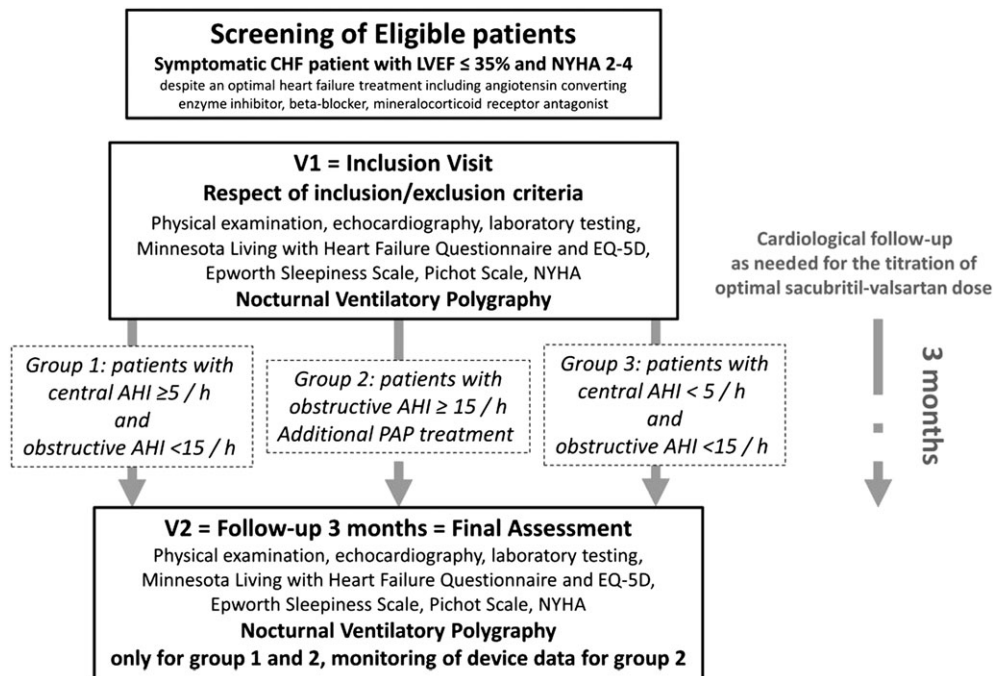 Screening of Eligible patients
Symptomatic CHF patient with LVEF ≤ 35% and NYHA 2-4
despite an optimal heart failure treatment including angiotensin converting
enzyme inhibitor, beta-blocker, mineralocorticoid receptor antagonist
V1 = Inclusion Visit
Respect of inclusion/exclusion criteria
Physical examination, echocardiography, laboratory testing,
Minnesota Living with Heart Failure Questionnaire and EQ-5D,
Epworth Sleepiness Scale, Pichot Scale, NYHA
Nocturnal Ventilatory Polygraphy
Cardiological follow-up
as needed for the titration of
optimal sacubritil-valsartan dose
Group 1: patients with
central AHI ≥5 / h
and
obstructive AHI <15 / h
Group 2: patients with
obstructive AHI ≥ 15 / h
Additional PAP treatment
Group 3: patients with
central AHI < 5 / h
and
obstructive AHI <15 / h
3 months
V2 = Follow-up 3 months = Final Assessment
Physical examination, echocardiography, laboratory testing,
Minnesota Living with Heart Failure Questionnaire and EQ-5D,
Epworth Sleepiness Scale, Pichot Scale, NYHA
Nocturnal Ventilatory Polygraphy
only for group 1 and 2, monitoring of device data for group 2